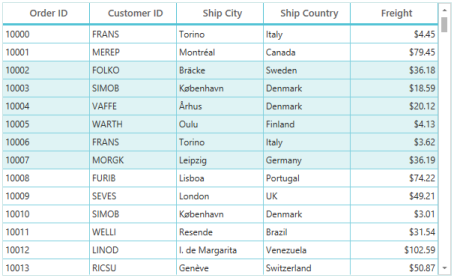 Order ID Customer ID Ship City Ship Country Freight
10000 FRANS Torino Italy $4.45
10001 MEREP Montréal Canada $79.45
10002 FOLKO Bräcke Sweden $36.18
10003 SIMOB København Denmark $18.59
10004 VAFFE Århus Denmark $20.12
10005 WARTH Oulu Finland $4.13
10006 FRANS Torino Italy $3.62
10007 MORGK Leipzig Germany $36.19
10008 FURIB Lisboa Portugal $74.22
10009 SEVES London UK $49.21
10010 SIMOB København Denmark $3.01
10011 WELLI Resende Brazil $31.54
10012 LINOD I. de Margarita Venezuela $102.59
10013 RICSU Genève Switzerland $50.87